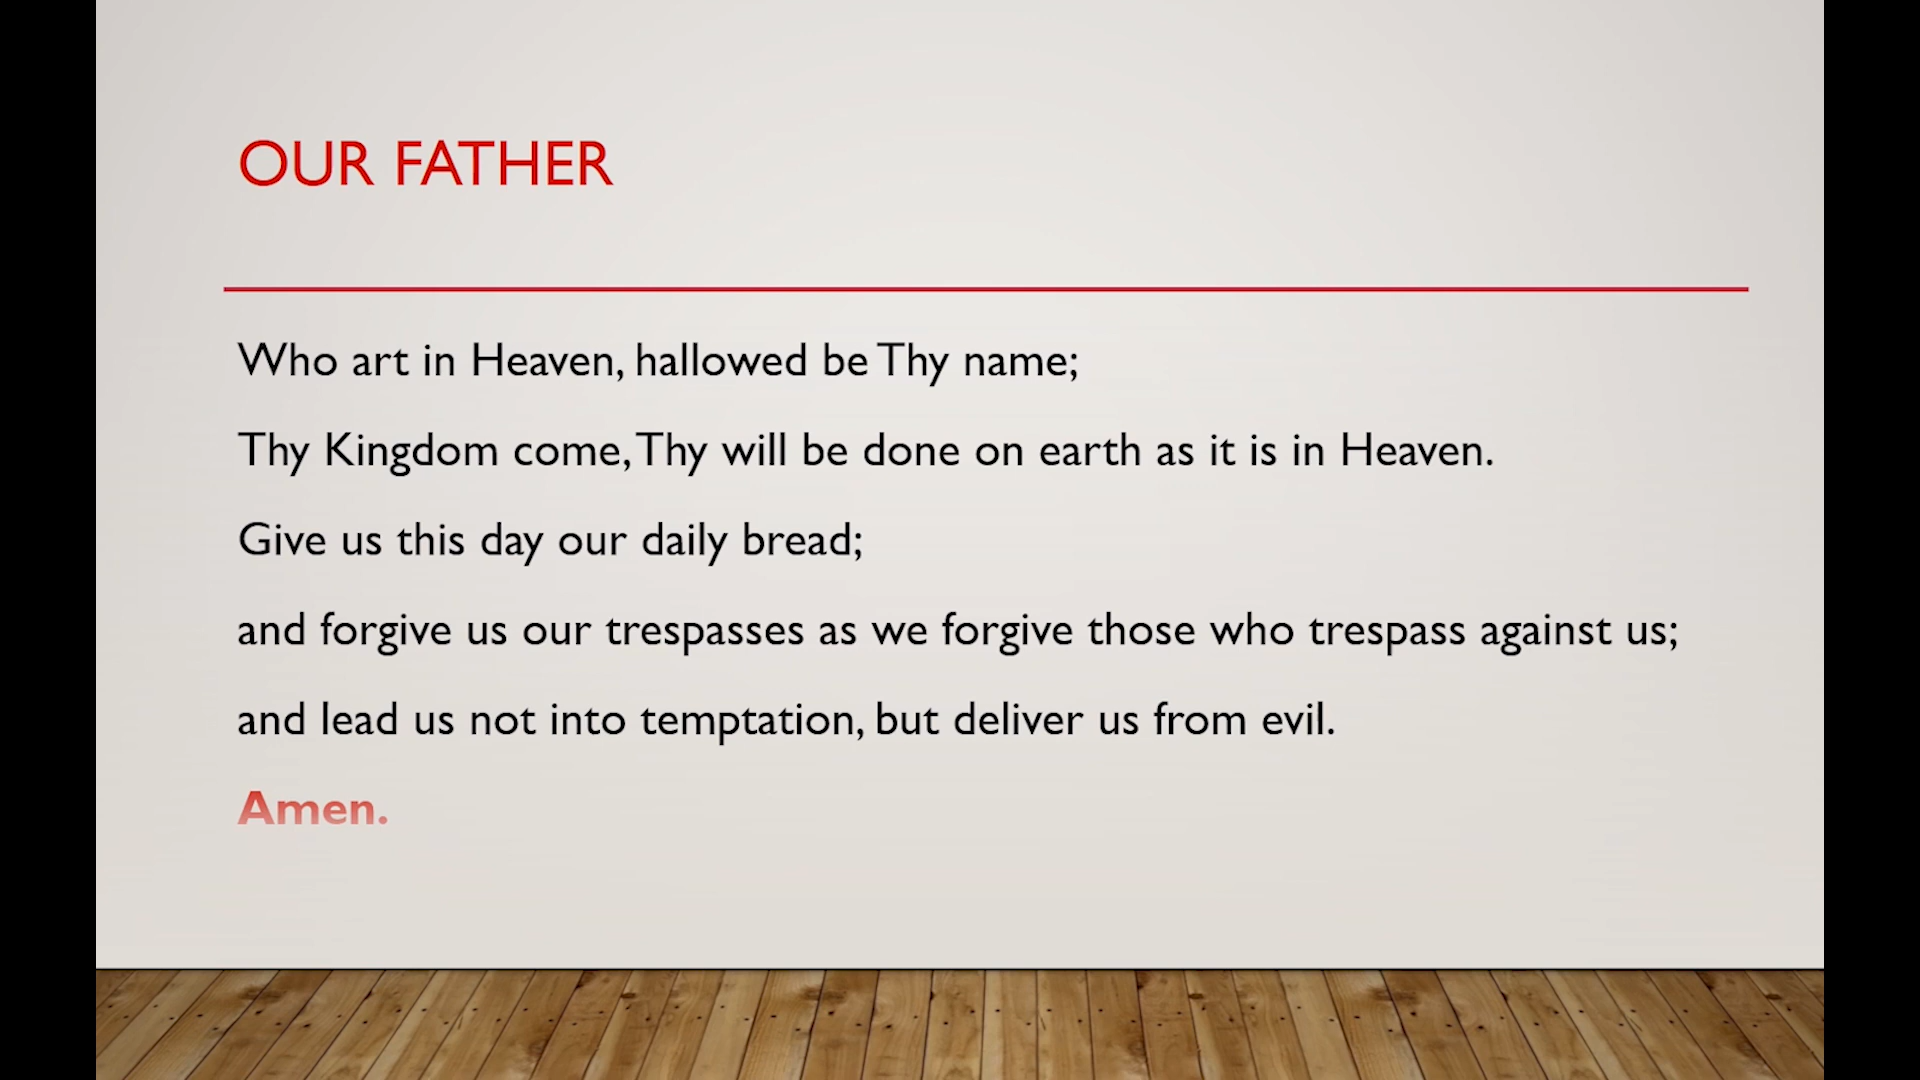 OUR FATHER
Who art in Heaven, hallowed be Thy name;
Thy Kingdom come, Thy will be done on earth as it is in Heaven.
Give us this day our daily bread;
and forgive us our trespasses as we forgive those who trespass against us;
and lead us not into temptation, but deliver us from evil.
Amen.